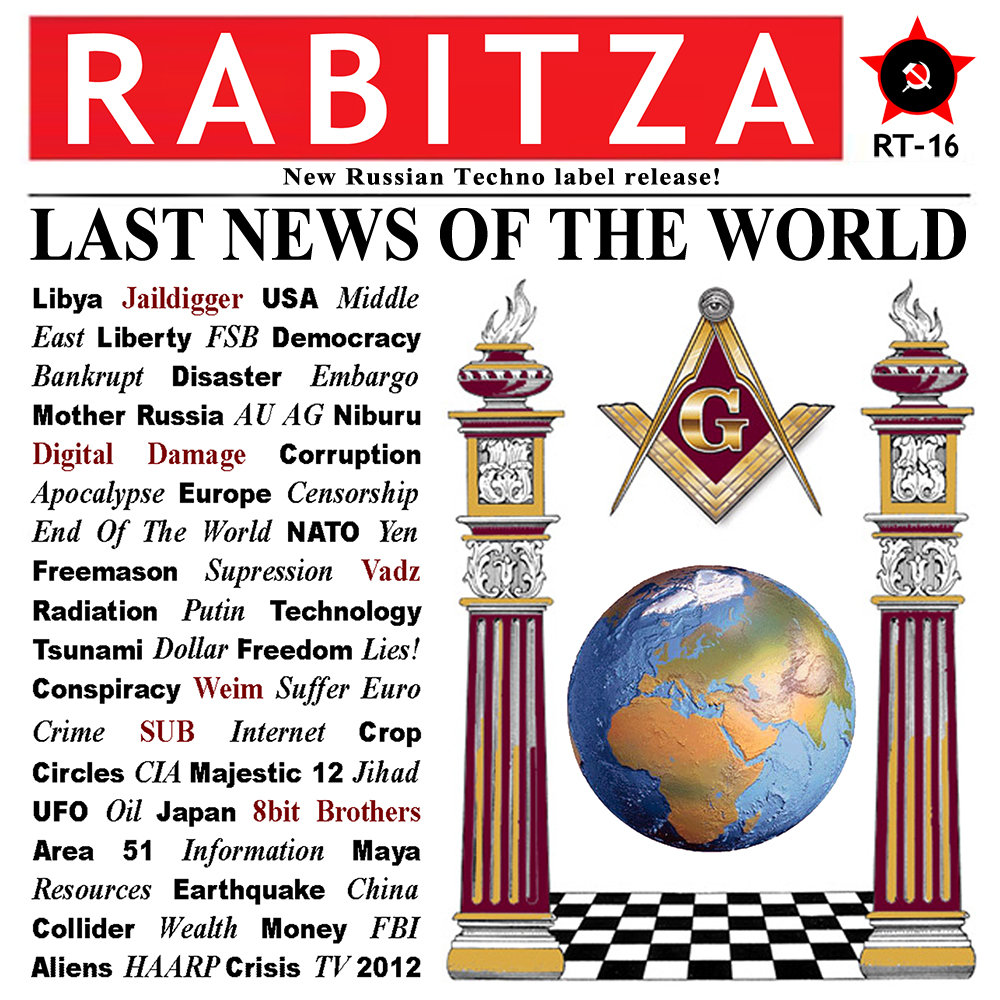 RABITZA
RT-16
New Russian Techno label release!
LAST NEWS OF THE WORLD
Libya Jaildigger USA Middle
East Liberty FSB Democracy
Bankrupt Disaster Embargo
Mother Russia AU AG Niburu
Digital Damage Corruption
Apocalypse Europe Censorship
End Of The World NATO Yen
Freemason Supression Vadz
Radiation Putin Technology
Tsunami Dollar Freedom Lies!
Conspiracy Weim Suffer Euro
Crime SUB Internet Crop
Circles CIA Majestic 12 Jihad
UFO Oil Japan 8bit Brothers
Area 51 Information Maya
Resources Earthquake China
Collider Wealth Money FBI
Aliens HAARP Crisis TV 2012
G